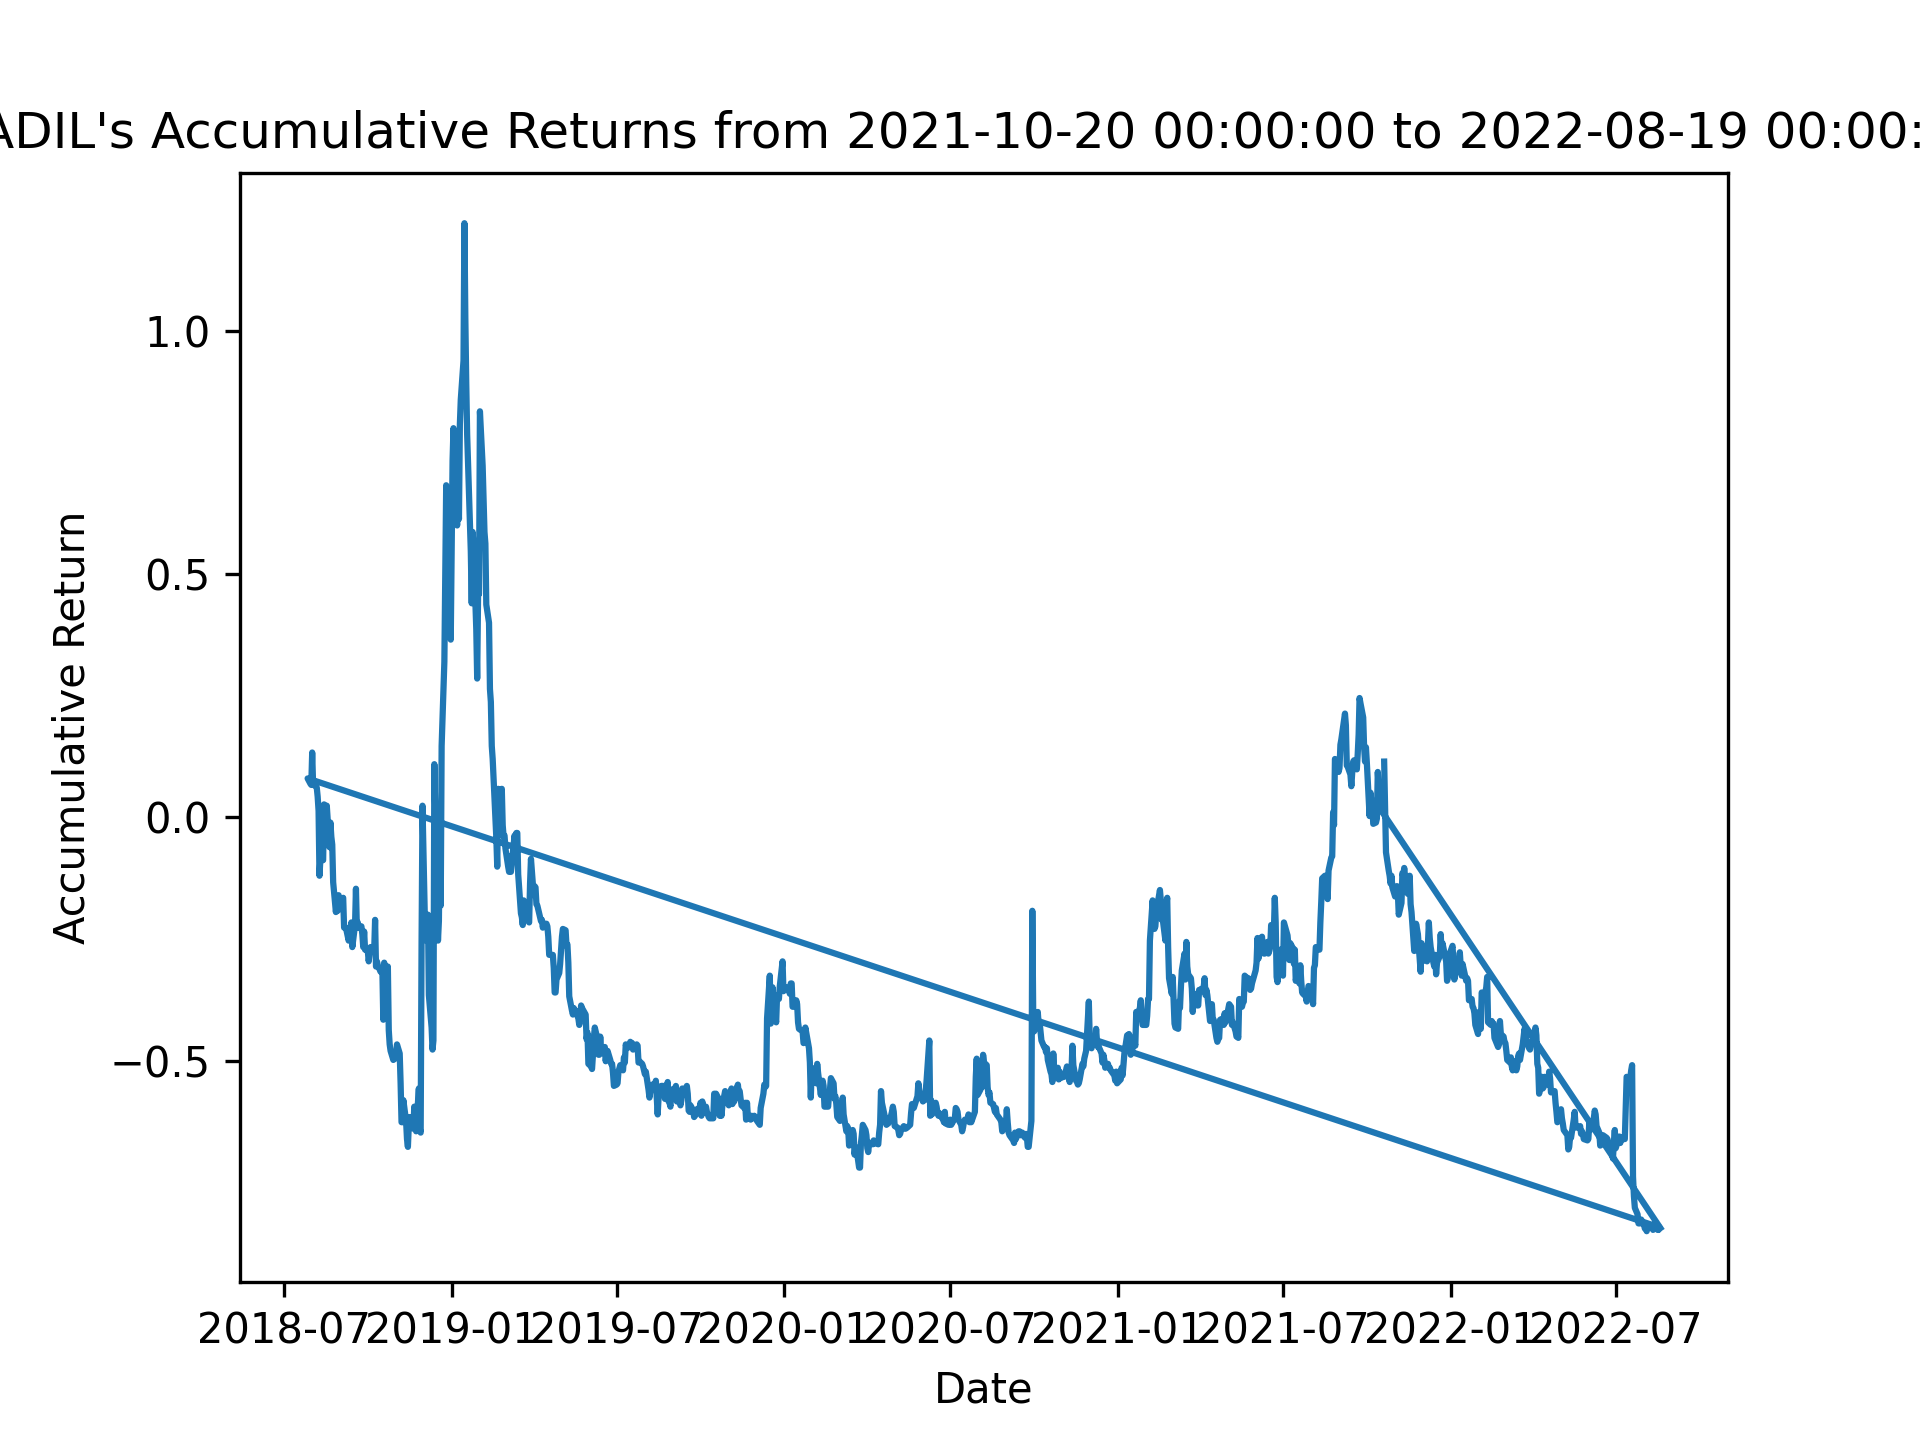 ADIL's Accumulative Returns from 2021-10-20 00:00:00 to 2022-08-19 00:00:
Accumulative Return
1.0
0.5
0.0
−0.5
2018-07 2019-01 2019-07 2020-01 2020-07 2021-01 2021-07 2022-01 2022-07
Date